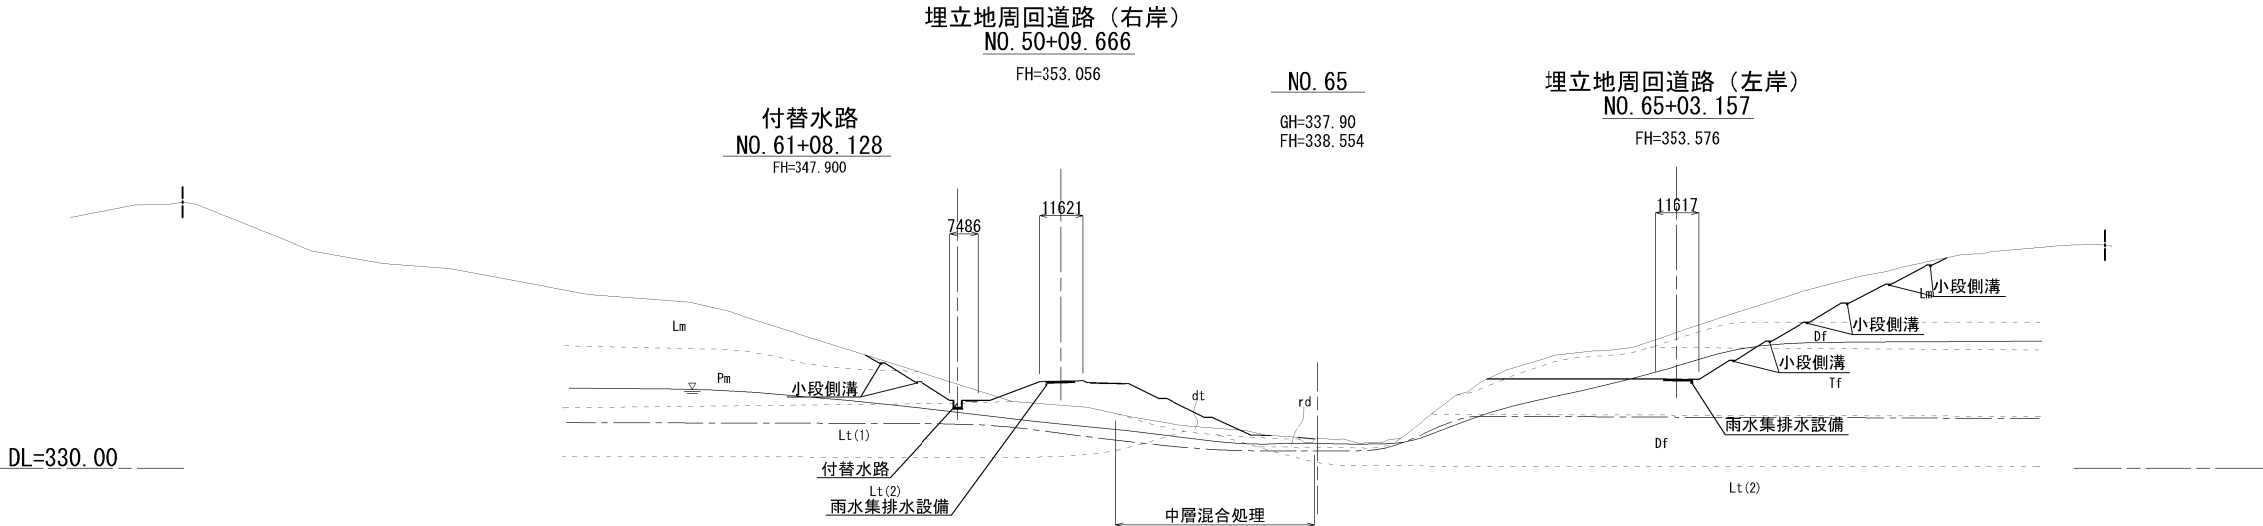 埋立地周回道路（右岸）
NO.50+09.666
FH=353.056
NO.65
GH=337.90
FH=338.554
埋立地周回道路（左岸）
NO.65+03.157
FH=353.576
付替水路
NO.61+08.128
FH=347.900
7486
11621
11617
小段側溝
Lm
小段側溝
Df
小段側溝
Tf
Lm
Pm
小段側溝
dt
rd
雨水集排水設備
Lt(1)
Df
DL=330.00
付替水路
Lt(2)
雨水集排水設備
Lt(2)
中層混合処理